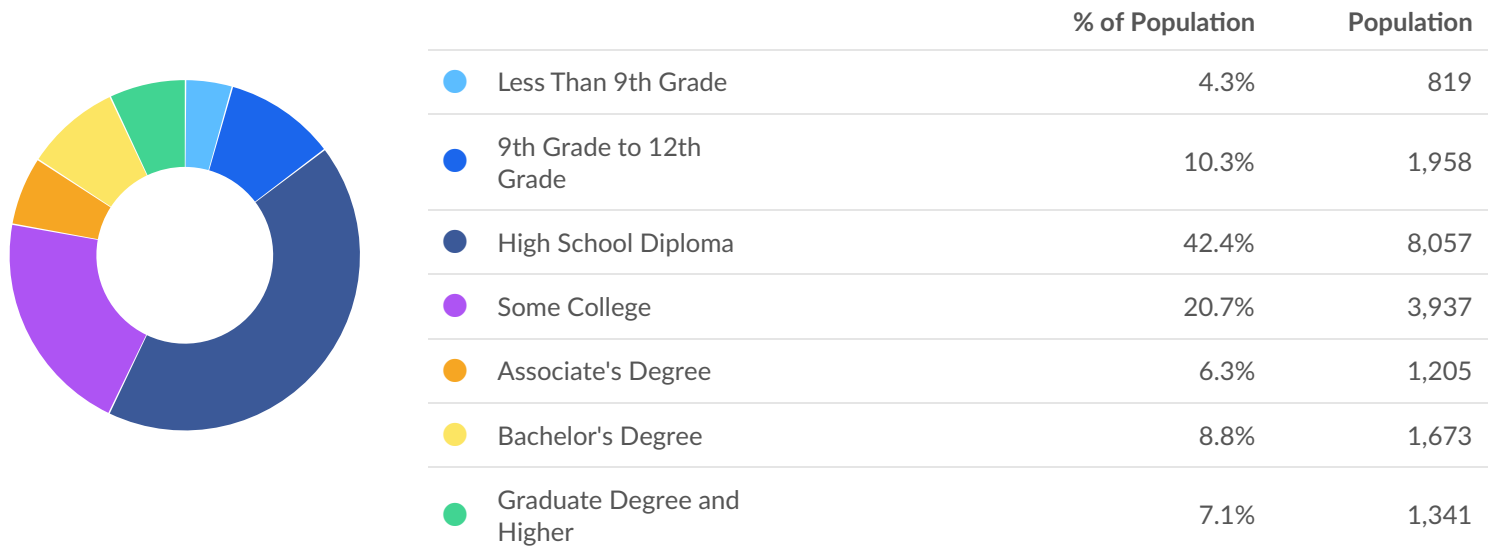 % of Population Population
Less Than 9th Grade 4.3% 819
9th Grade to 12th
Grade 10.3% 1,958
High School Diploma 42.4% 8,057
Some College 20.7% 3,937
Associate's Degree 6.3% 1,205
Bachelor's Degree 8.8% 1,673
Graduate Degree and
Higher 7.1% 1,341